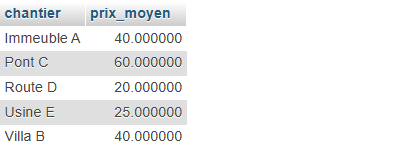 chantier prix_moyen
Immeuble A 40.000000
Pont C 60.000000
Route D 20.000000
Usine E 25.000000
Villa B 40.000000